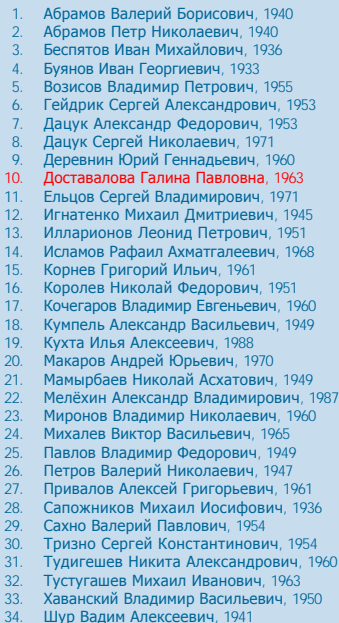 1. Абрамов Валерий Борисович, 1940
2. Абрамов Петр Николаевич, 1940
3. Беспятов Иван Михайлович, 1936
4. Буянов Иван Георгиевич, 1933
5. Возисов Владимир Петрович, 1955
6. Гейдрик Сергей Александрович, 1953
7. Дацук Александр Федорович, 1953
8. Дацук Сергей Николаевич, 1971
9. Деревнин Юрий Геннадьевич, 1960
10. Доставалова Галина Павловна, 1963
11. Ельцов Сергей Владимирович, 1971
12. Игнатенко Михаил Дмитриевич, 1945
13. Илларионов Леонид Петрович, 1951
14. Исламов Рафаил Ахматгалеевич, 1968
15. Корнев Григорий Ильич, 1961
16. Королев Николай Федорович, 1951
17. Кочегаров Владимир Евгеньевич, 1960
18. Кумпель Александр Васильевич, 1949
19. Кухта Илья Алексеевич, 1988
20. Макаров Андрей Юрьевич, 1970
21. Мамырбаев Николай Асхатович, 1949
22. Мелёхин Александр Владимирович, 1987
23. Миронов Владимир Николаевич, 1960
24. Михалев Виктор Васильевич, 1965
25. Павлов Владимир Федорович, 1949
26. Петров Валерий Николаевич, 1947
27. Привалов Алексей Григорьевич, 1961
28. Сапожников Михаил Иосифович, 1936
29. Сахно Валерий Павлович, 1954
30. Тризно Сергей Константинович, 1954
31. Тудигешев Никита Александрович, 1960
32. Тустугашев Михаил Иванович, 1963
33. Хаванский Владимир Васильевич, 1950
34. Шур Вадим Алексеевич, 1941